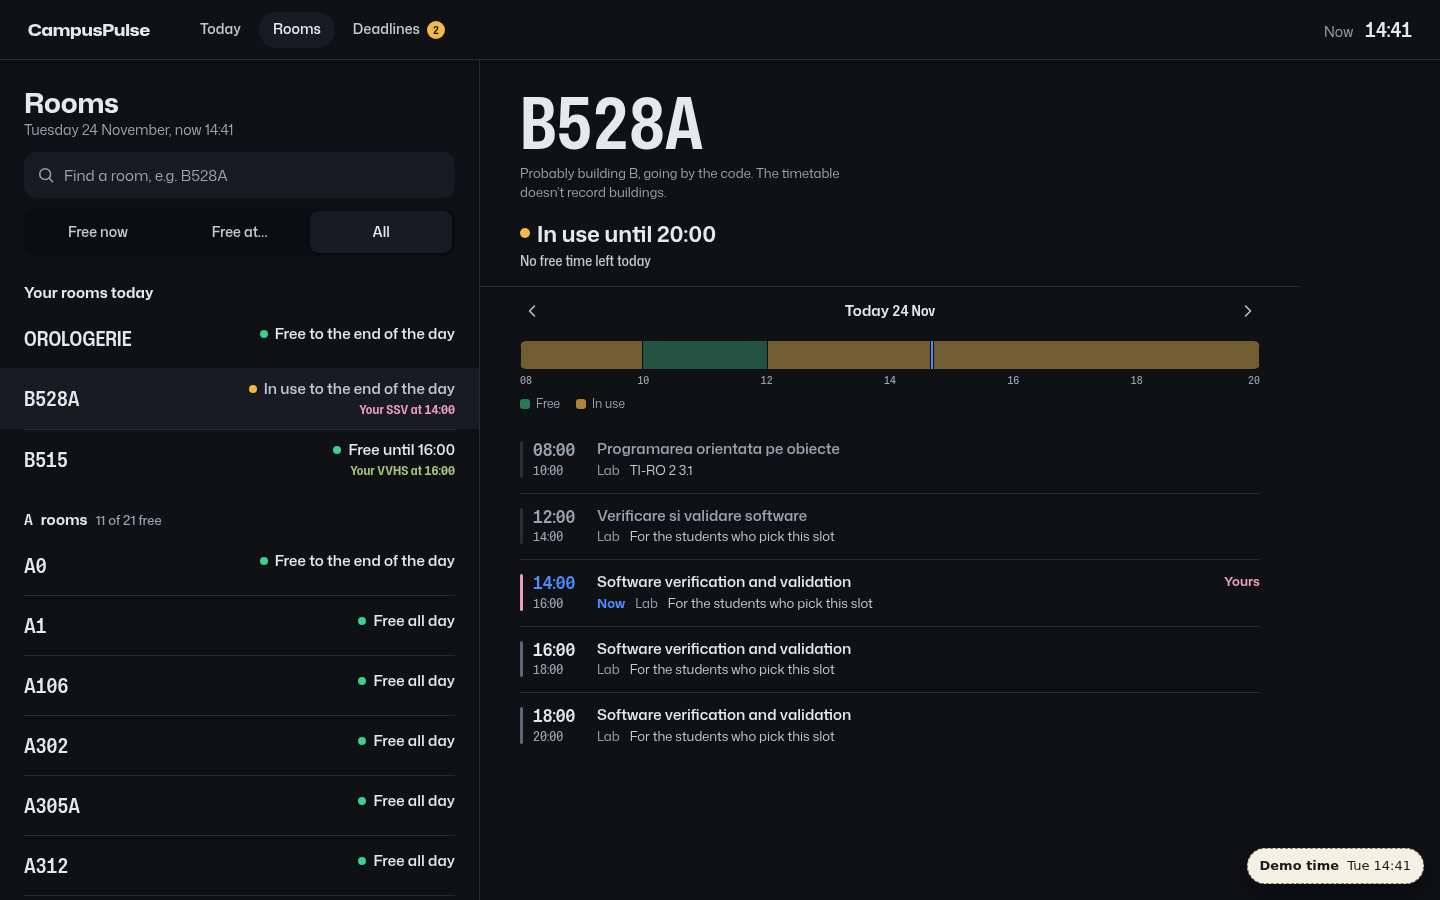 CampusPulse
Today
Rooms
Deadlines 2
Now 14:41
Rooms
Tuesday 24 November, now 14:41
Find a room, e.g. B528A
Free now
Free at...
All
Your rooms today
OROLOGERIE
Free to the end of the day
B528A
In use to the end of the day
Your SSV at 14:00
B515
Free until 16:00
Your VVHS at 16:00
A rooms 11 of 21 free
A0
Free to the end of the day
A1
Free all day
A106
Free all day
A302
Free all day
A305A
Free all day
A312
Free all day
B528A
Probably building B, going by the code. The timetable
doesn't record buildings.
In use until 20:00
No free time left today
Today 24 Nov
08 10 12 14 16 18 20
Free
In use
08:00 Programarea orientata pe obiecte
10:00 Lab TI-RO 2 3.1
12:00 Verificare si validare software
14:00 Lab For the students who pick this slot
14:00 Software verification and validation Yours
16:00 Now Lab For the students who pick this slot
16:00 Software verification and validation
18:00 Lab For the students who pick this slot
18:00 Software verification and validation
20:00 Lab For the students who pick this slot
Demo time Tue 14:41